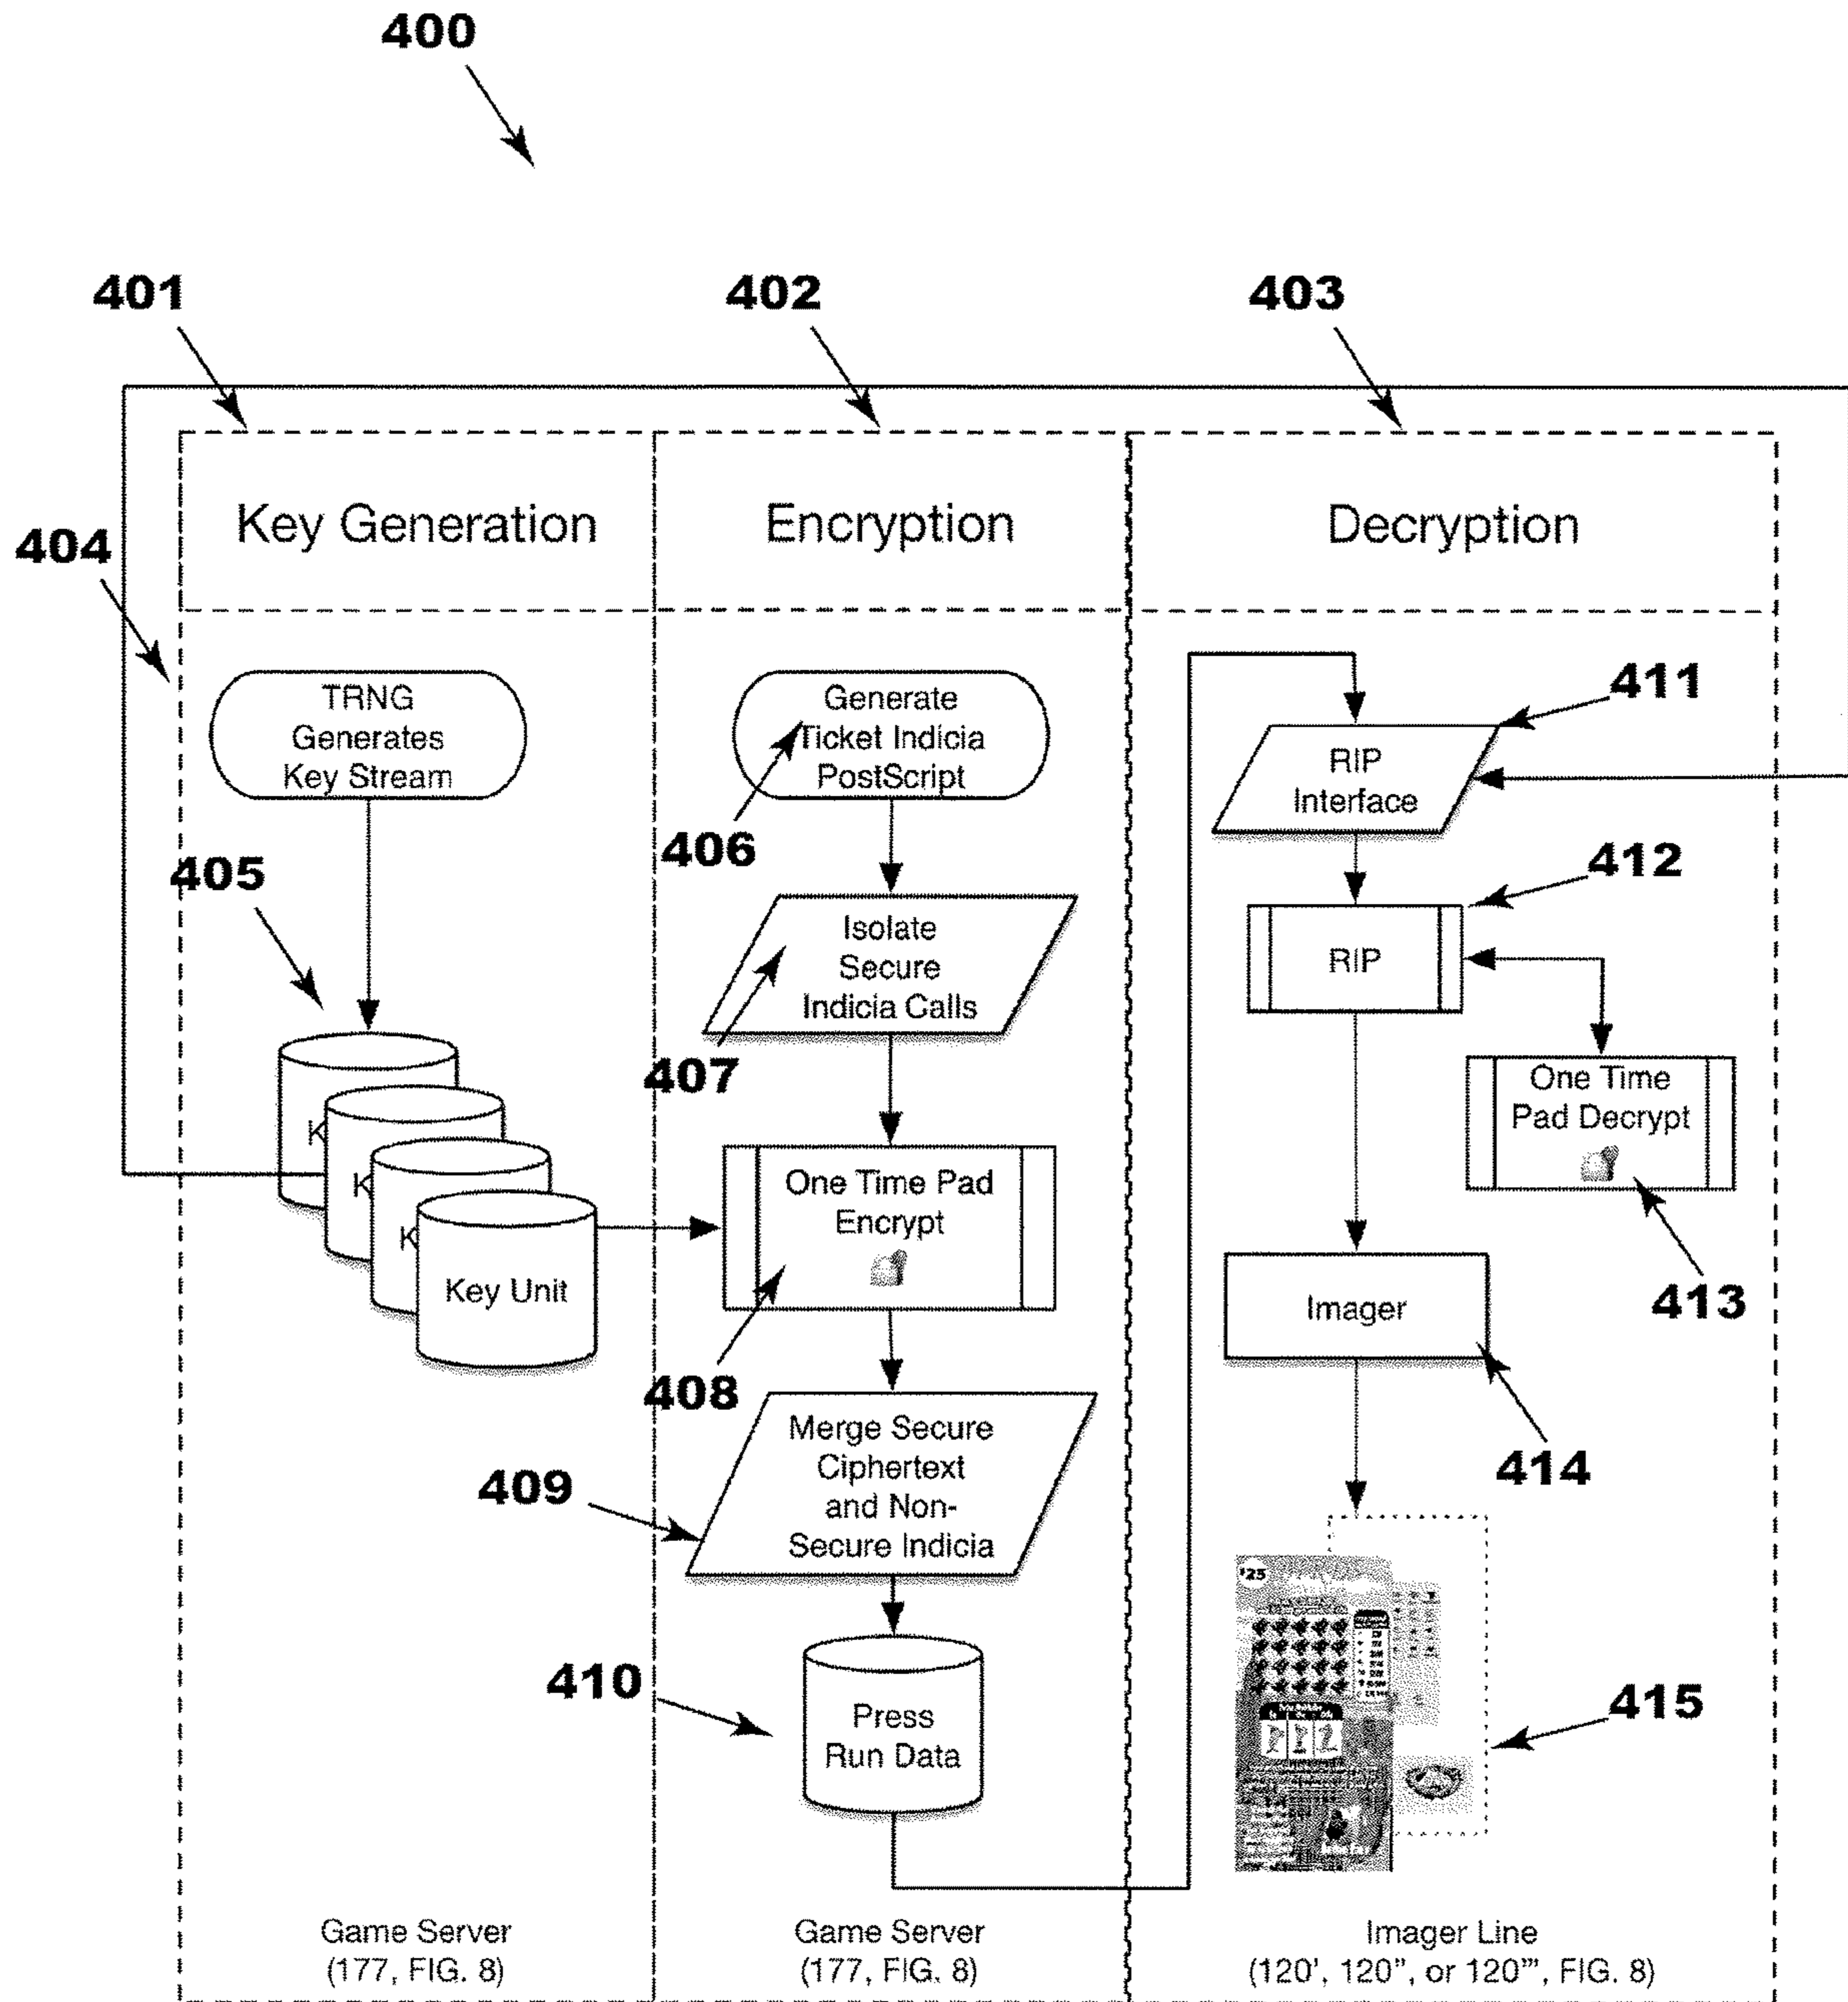 400
401
402
403
Key Generation
Encryption
Decryption
404
TRNG
Generates
Key Stream
Generate
Ticket Indicia
PostScript
411
RIP
Interface
406
405
412
Isolate
Secure
Indicia Calls
RIP
407
One Time
Pad Decrypt
K
K
K
Key Unit
One Time Pad
Encrypt
413
Imager
408
Merge Secure
Ciphertext
and Non-
Secure Indicia
409
414
$25
410
Press
Run Data
415
Game Server
(177, FIG. 8)
Game Server
(177, FIG. 8)
Imager Line
(120', 120'', or 120''', FIG. 8)